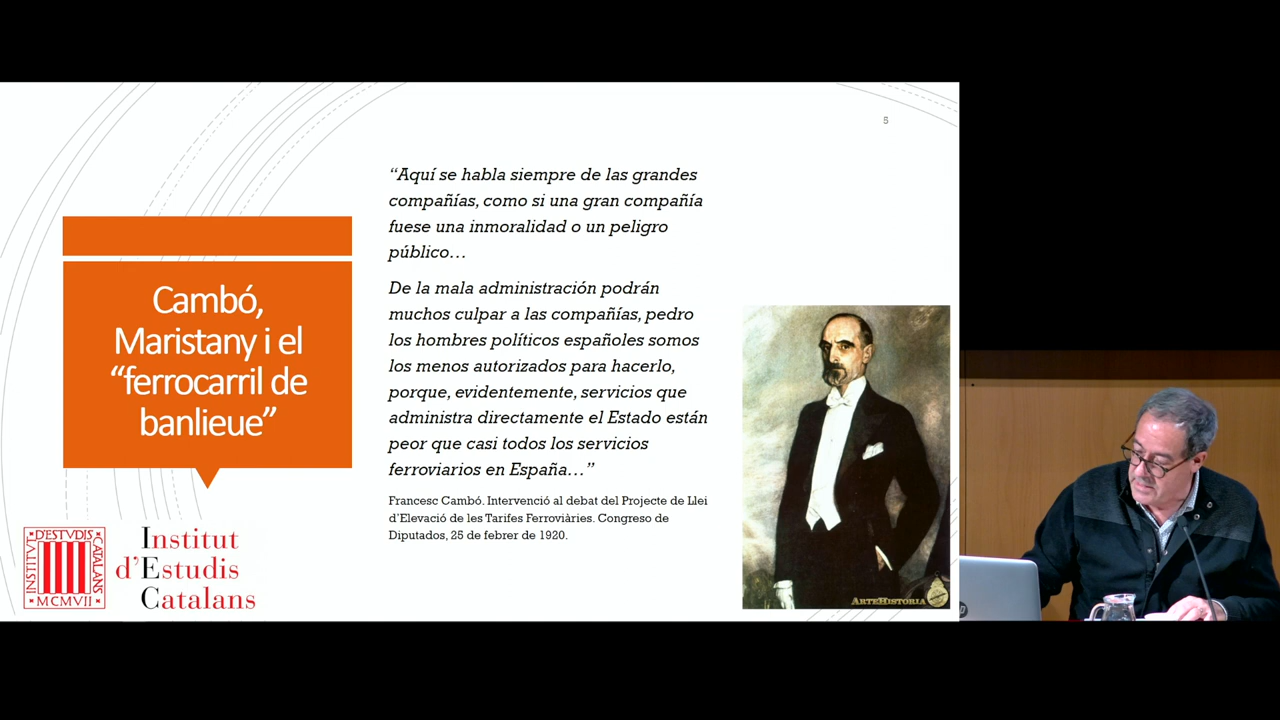 5
“Aquí se habla siempre de las grandes
compañías, como si una gran compañía
fuese una inmoralidad o un peligro
público…
De la mala administración podrán
muchos culpar a las compañías, pedro
los hombres políticos españoles somos
los menos autorizados para hacerlo,
porque, evidentemente, servicios que
administra directamente el Estado están
peor que casi todos los servicios
ferroviarios en España…”
Francesc Cambó. Intervenció al debat del Projecte de Llei
d’Elevació de les Tarifes Ferroviàries. Congreso de
Diputados, 25 de febrer de 1920.
Cambó,
Maristany i el
“ferrocarril de
banlieue”
INSTITVT
D'ESTVDIS
CATALANS
MCMVII
Institut
d’Estudis
Catalans
ARTEHISTORIA